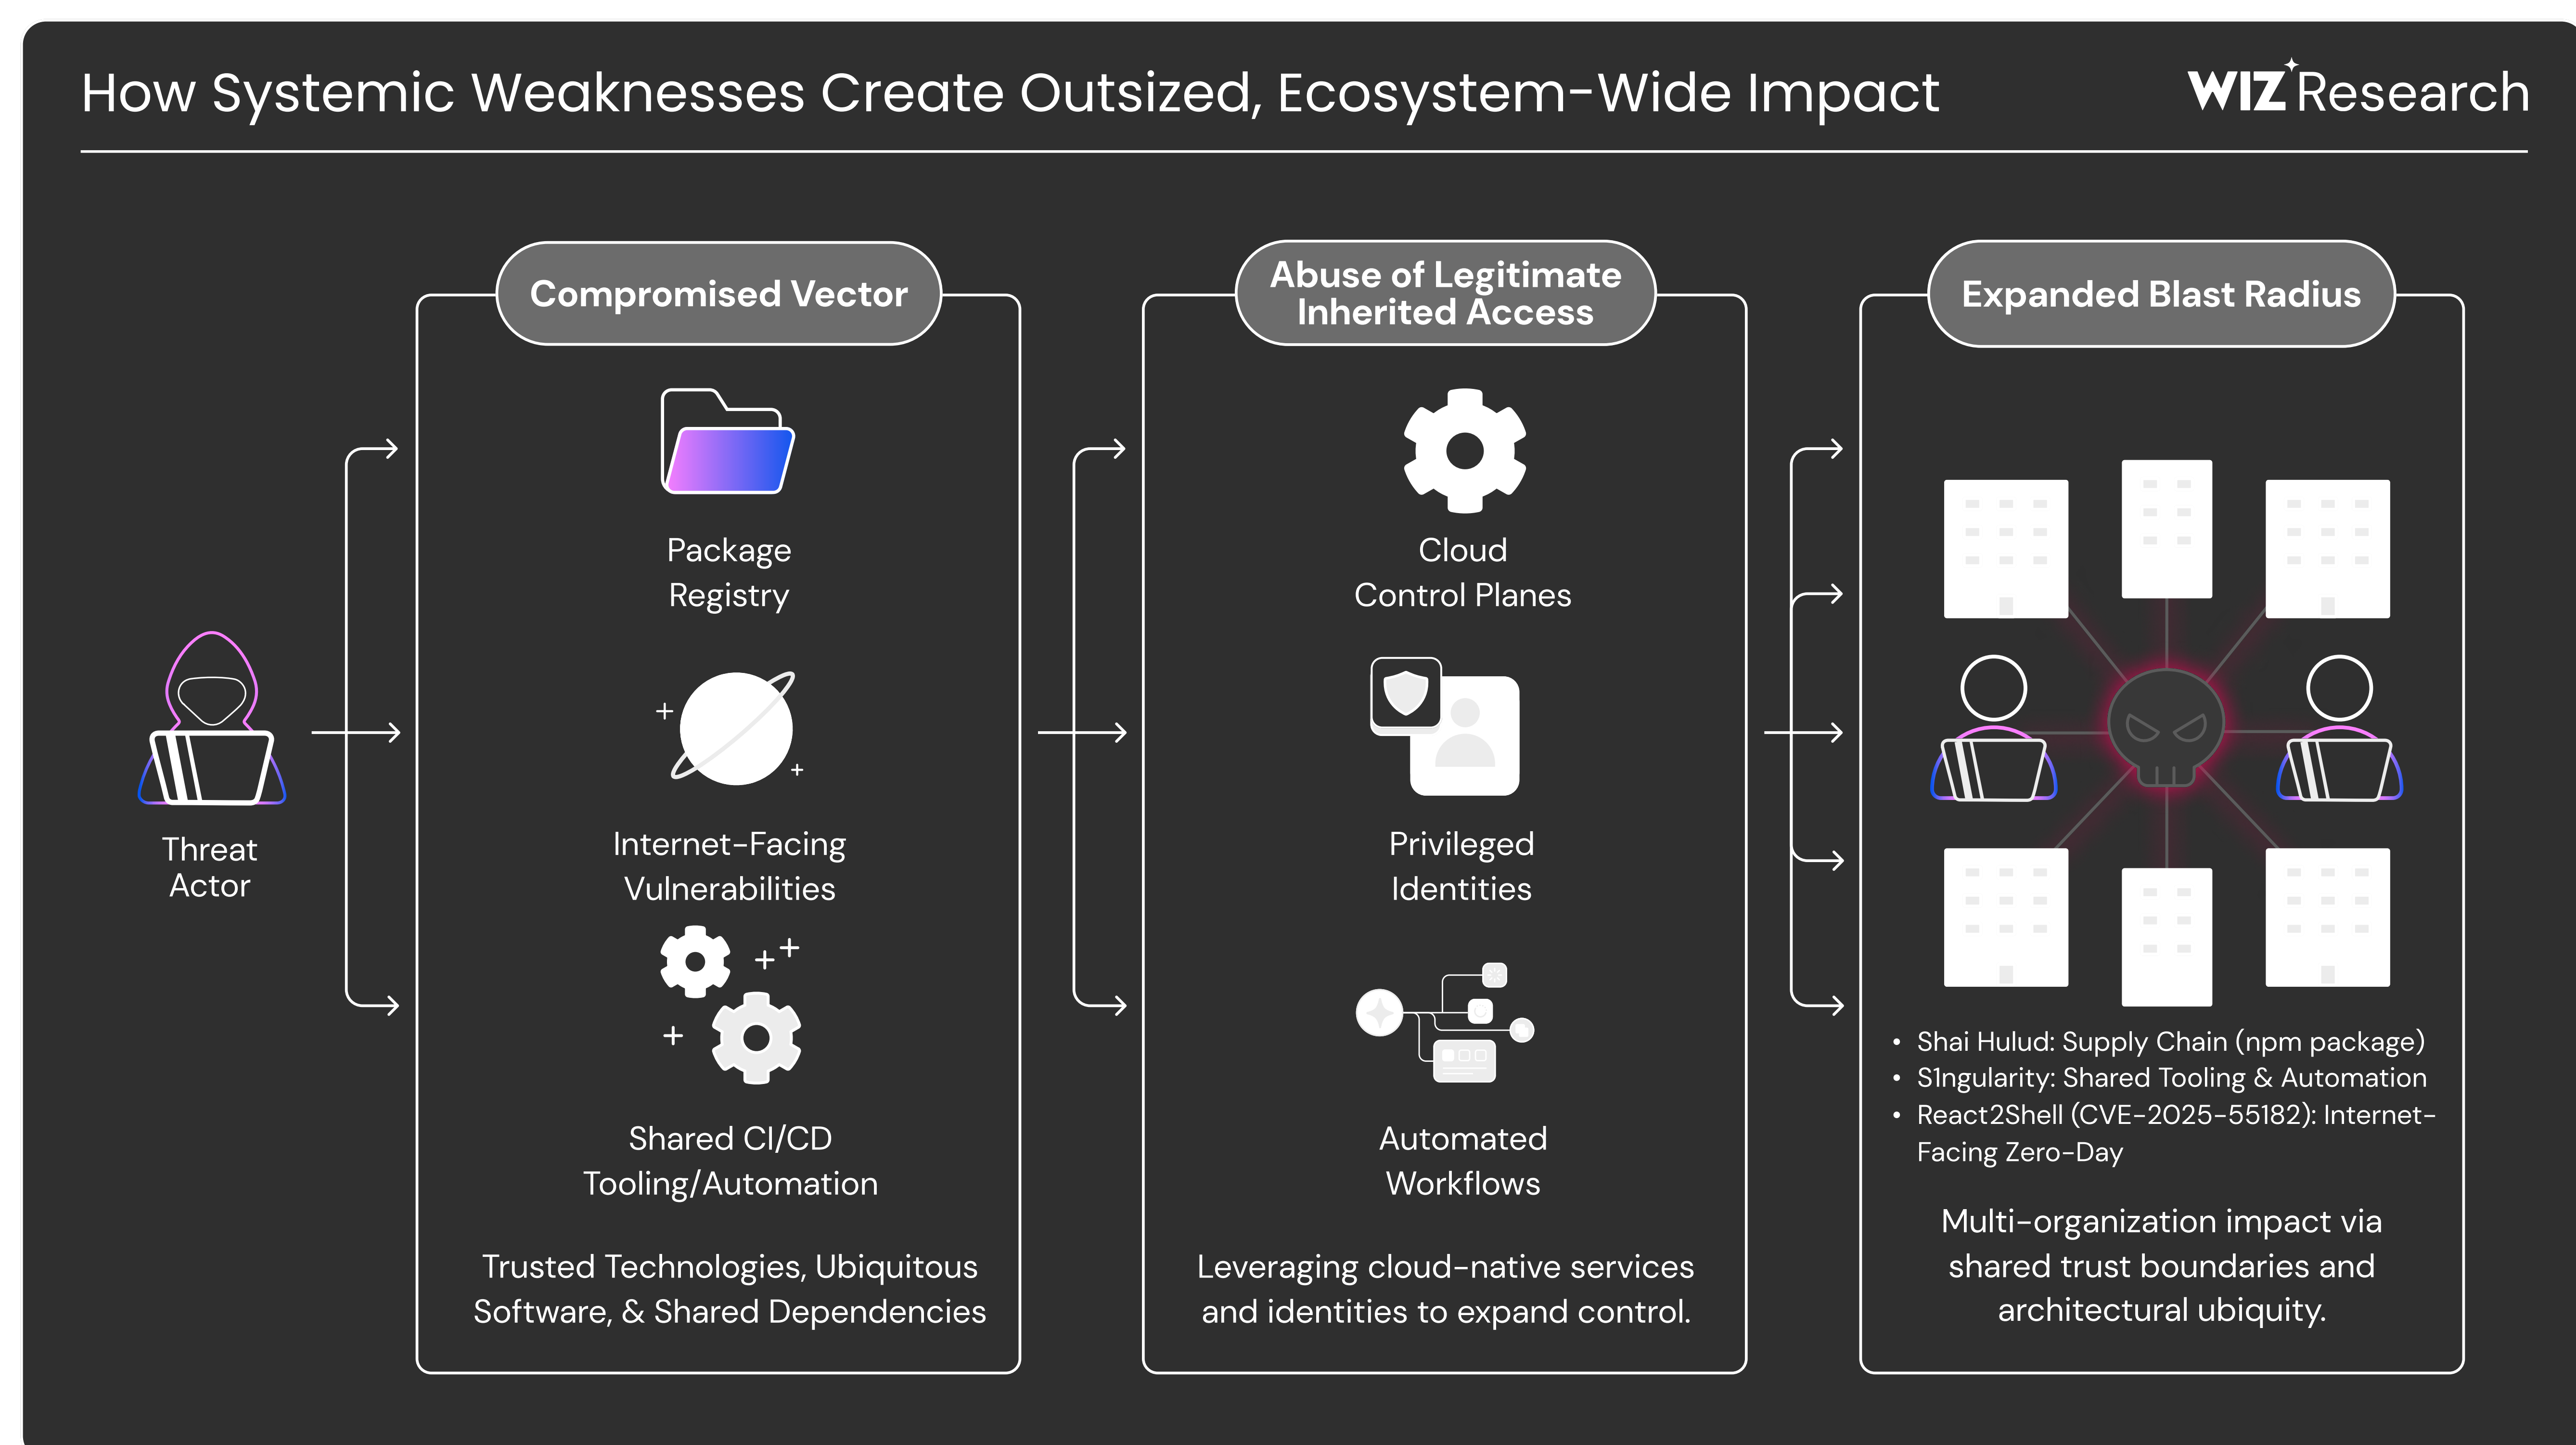 How Systemic Weaknesses Create Outsized, Ecosystem-Wide Impact
WIZ Research
Threat
Actor
Compromised Vector
Package
Registry
Internet-Facing
Vulnerabilities
Shared CI/CD
Tooling/Automation
Trusted Technologies, Ubiquitous
Software, & Shared Dependencies
Abuse of Legitimate
Inherited Access
Cloud
Control Planes
Privileged
Identities
Automated
Workflows
Leveraging cloud-native services
and identities to expand control.
Expanded Blast Radius
• Shai Hulud: Supply Chain (npm package)
• S1ngularity: Shared Tooling & Automation
• React2Shell (CVE-2025-55182): Internet-
Facing Zero-Day
Multi-organization impact via
shared trust boundaries and
architectural ubiquity.